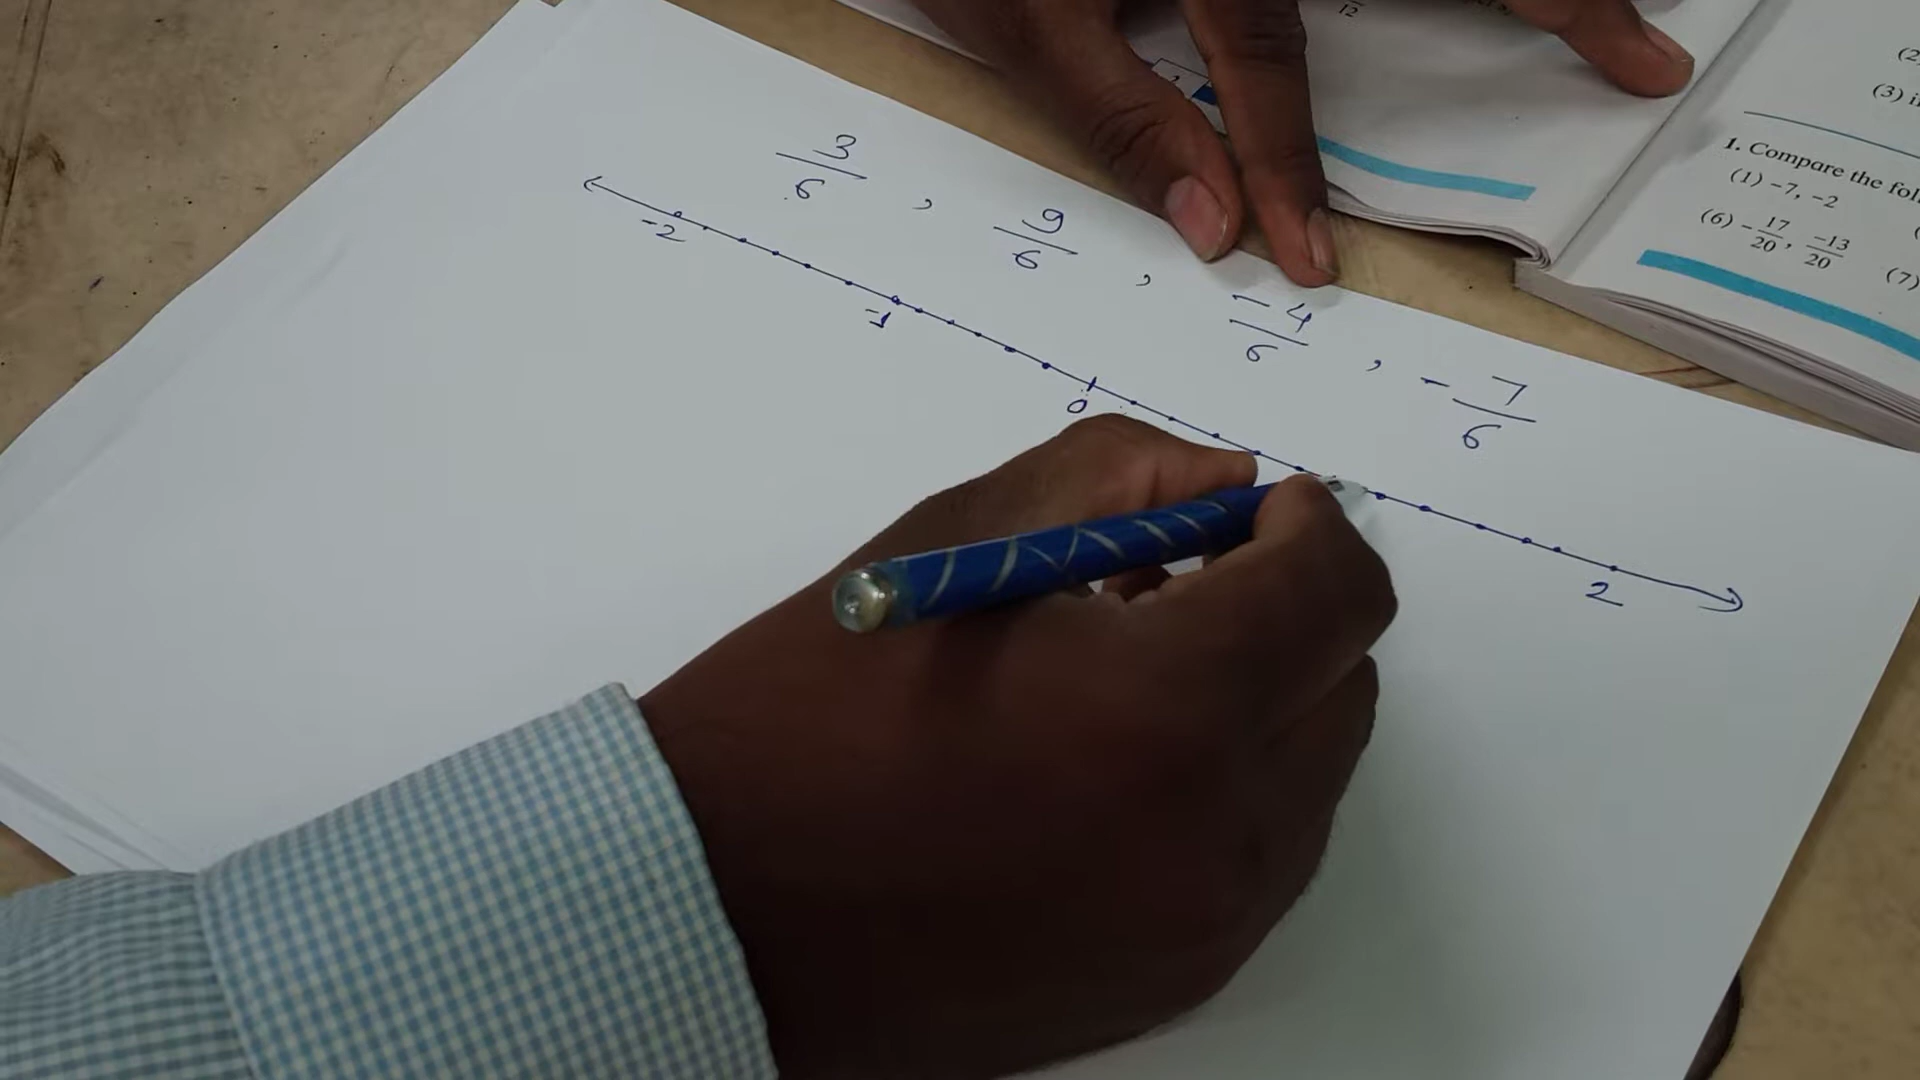 3/6 , 9/6 , -4/6 , -7/6
-2 -1 0 2
12
(2)
(3)
1. Compare the
(1) -7, -2
(6) -17/20, -13/20 (7)